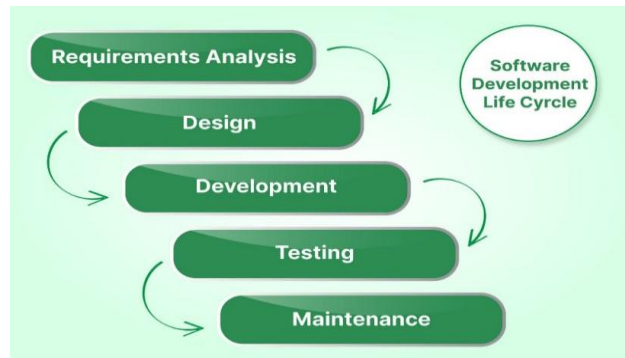 Requirements Analysis
Software
Development
Life Cyrcle
Design
Development
Testing
Maintenance